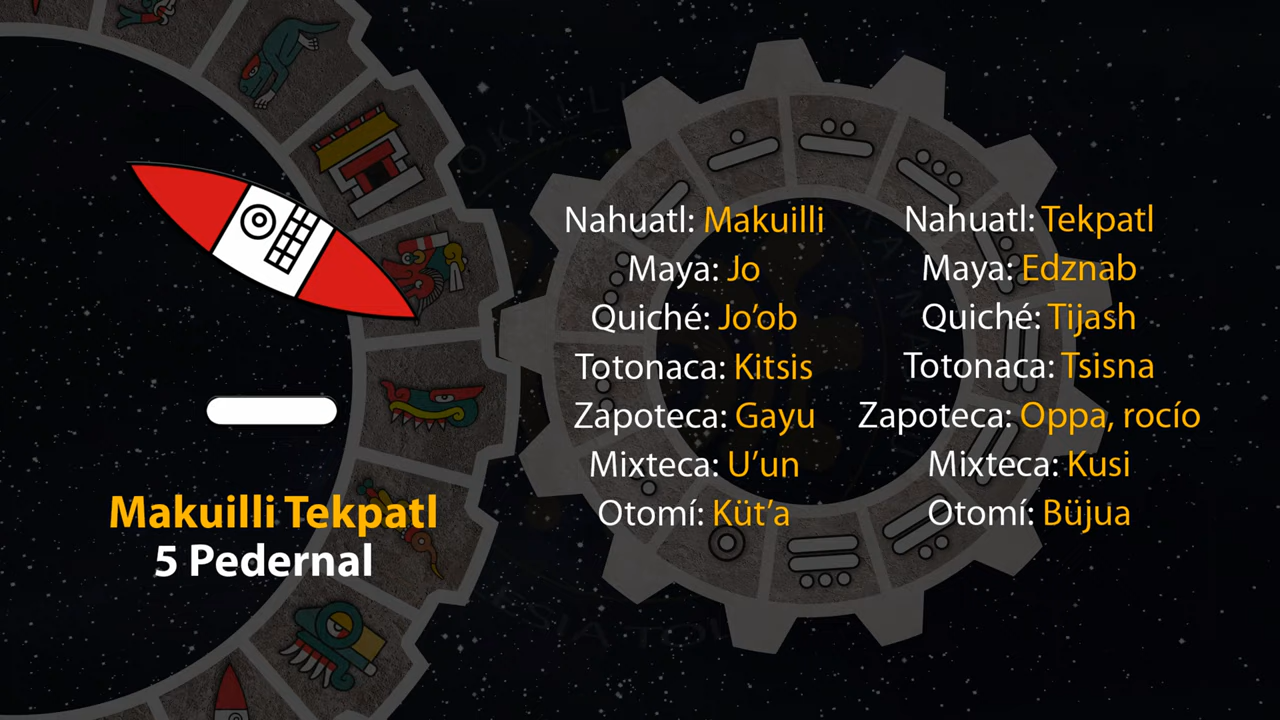 Makuilli Tekpatl
5 Pedernal
Nahuatl: Makuilli
Maya: Jo
Quiché: Jo’ob
Totonaca: Kitsis
Zapoteca: Gayu
Mixteca: U’un
Otomí: Küt’a
Nahuatl: Tekpatl
Maya: Edznab
Quiché: Tijash
Totonaca: Tsisna
Zapoteca: Oppa, rocío
Mixteca: Kusi
Otomí: Büjua